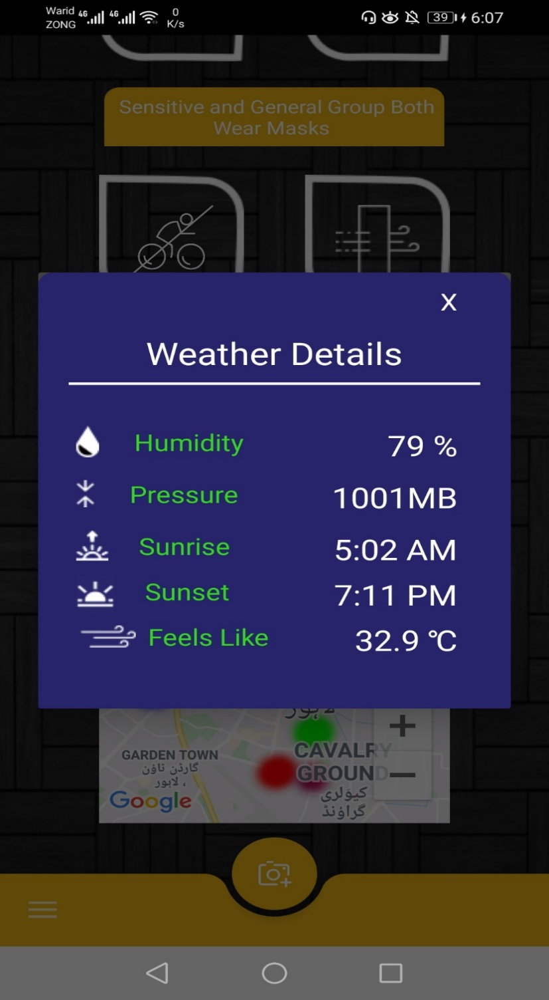 Warid 4G 4G 0
ZONG K/s 39 6:07
Sensitive and General Group Both
Wear Masks
X
Weather Details
Humidity 79 %
Pressure 1001MB
Sunrise 5:02 AM
Sunset 7:11 PM
Feels Like 32.9 °C
لاہور
GARDEN TOWN
گارڈن ٹاؤن
، لاہور
CAVALRY
GROUND
کیولری
گراؤنڈ
Google